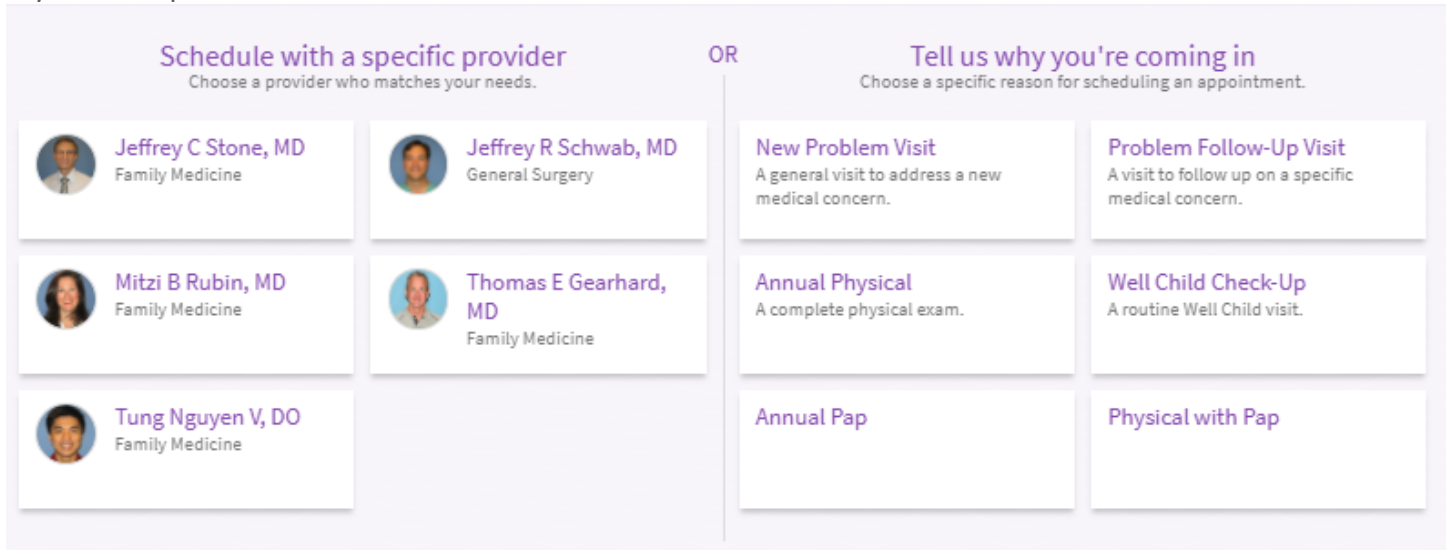 Schedule with a specific provider
Choose a provider who matches your needs.
Jeffrey C Stone, MD
Family Medicine
Jeffrey R Schwab, MD
General Surgery
Mitzi B Rubin, MD
Family Medicine
Thomas E Gearhard,
MD
Family Medicine
Tung Nguyen V, DO
Family Medicine
OR
Tell us why you're coming in
Choose a specific reason for scheduling an appointment.
New Problem Visit
A general visit to address a new
medical concern.
Problem Follow-Up Visit
A visit to follow up on a specific
medical concern.
Annual Physical
A complete physical exam.
Well Child Check-Up
A routine Well Child visit.
Annual Pap
Physical with Pap